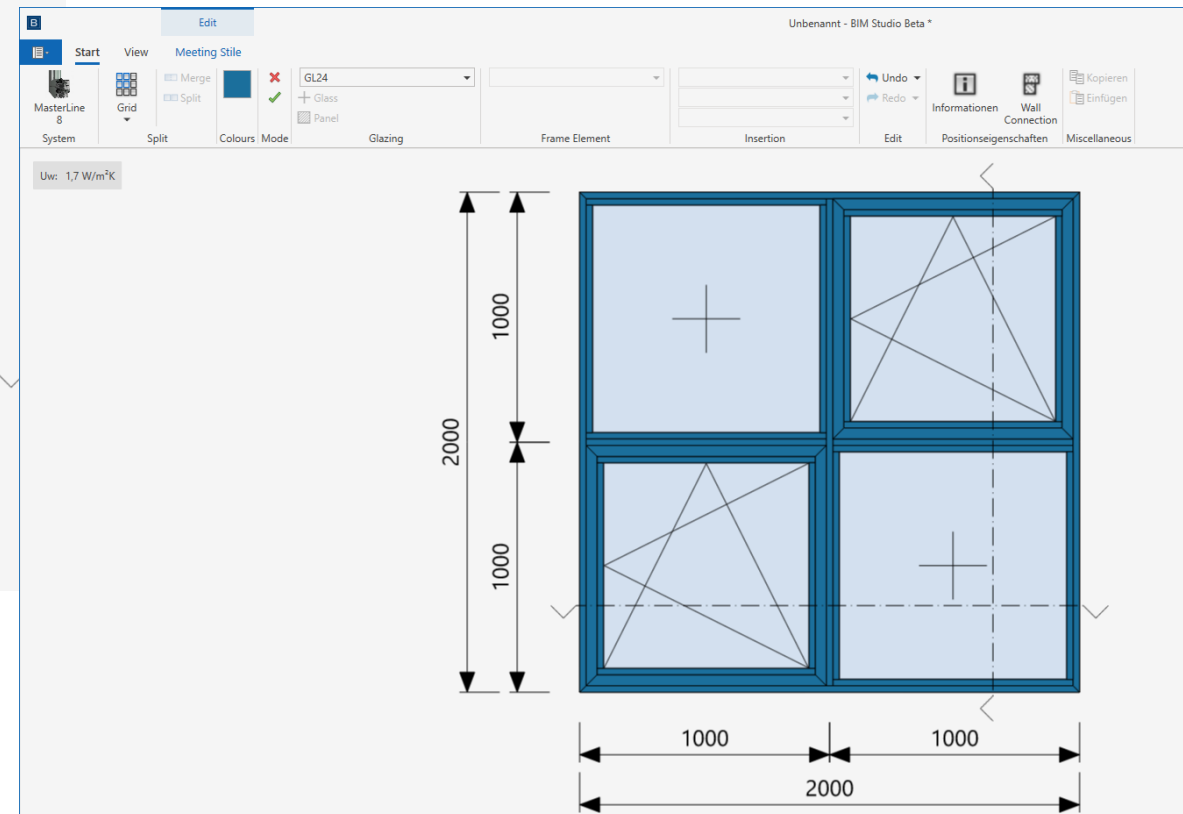 B
Edit
Unbenannt - BIM Studio Beta *
Start View Meeting Stile
MasterLine
8
System
Grid
Merge
Split
Split
Colours
Mode
GL24
Glass
Panel
Glazing
Frame Element
Insertion
Undo
Redo
Edit
Informationen
Wall
Connection
Positionseigenschaften
Kopieren
Einfügen
Miscellaneous
Uw: 1,7 W/m²K
1000
2000
1000
1000 1000
2000